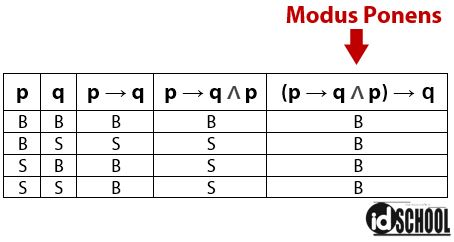 Modus Ponens
p q p → q p → q ∧ p (p → q ∧ p) → q
B B B B B
B S S S B
S B B S B
S S B S B
idSCHOOL